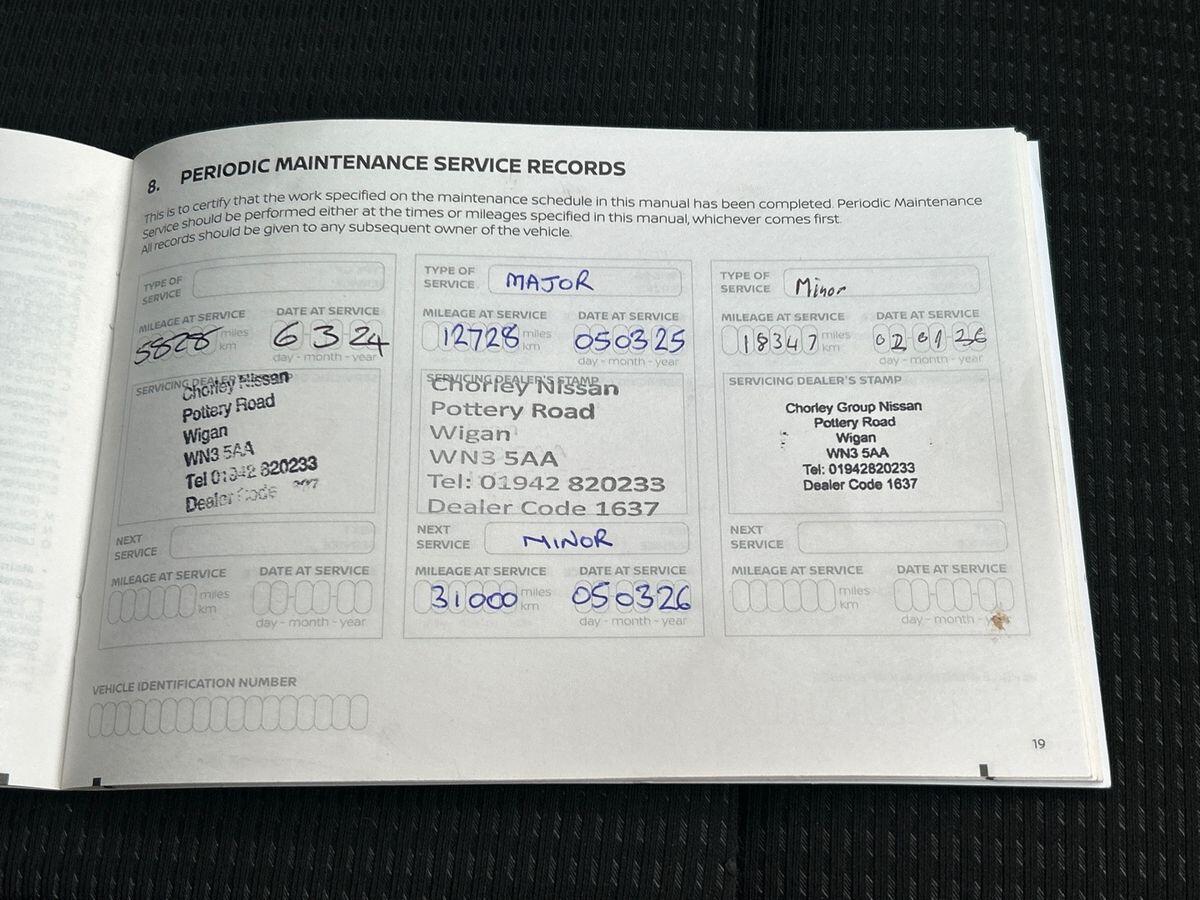 8. PERIODIC MAINTENANCE SERVICE RECORDS
This is to certify that the work specified on the maintenance schedule in this manual has been completed. Periodic Maintenance
Service should be performed either at the times or mileages specified in this manual, whichever comes first.
All records should be given to any subsequent owner of the vehicle.
TYPE OF
SERVICE
MILEAGE AT SERVICE DATE AT SERVICE
5828 miles 6 3 24
km
day - month - year
SERVICING DEALER'S STAMP
Chorley Nissan
Pottery Road
Wigan
WN3 5AA
Tel 01942 820233
Dealer Code
NEXT
SERVICE
MILEAGE AT SERVICE DATE AT SERVICE
miles
km
day - month - year
TYPE OF
SERVICE MAJOR
MILEAGE AT SERVICE DATE AT SERVICE
12728 miles 050325
km
day - month - year
SERVICING DEALER'S STAMP
Chorley Nissan
Pottery Road
Wigan
WN3 5AA
Tel: 01942 820233
Dealer Code 1637
NEXT
SERVICE MINOR
MILEAGE AT SERVICE DATE AT SERVICE
31000 miles 050326
km
day - month - year
TYPE OF
SERVICE Minor
MILEAGE AT SERVICE DATE AT SERVICE
18347 miles 02 01 26
km
day - month - year
SERVICING DEALER'S STAMP
Chorley Group Nissan
Pottery Road
Wigan
WN3 5AA
Tel: 01942820233
Dealer Code 1637
NEXT
SERVICE
MILEAGE AT SERVICE DATE AT SERVICE
miles
km
day - month - year
VEHICLE IDENTIFICATION NUMBER
19